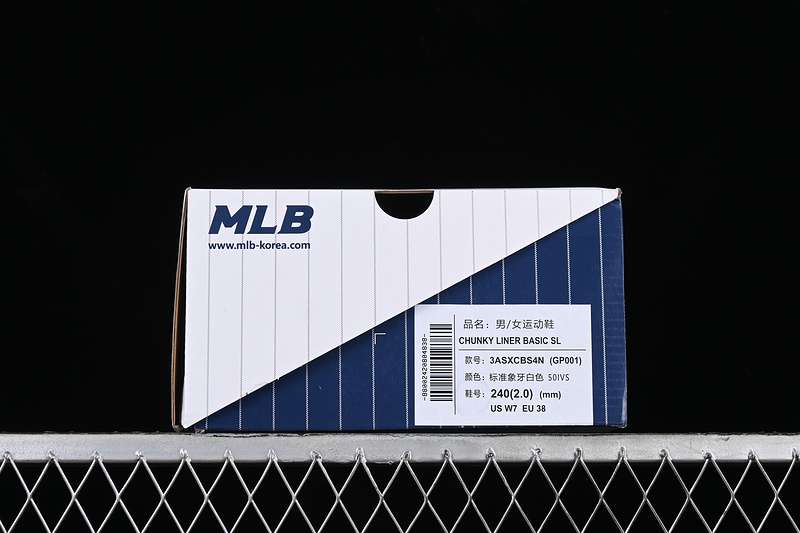 MLB
www.mlb-korea.com
品名：男/女运动鞋
CHUNKY LINER BASIC SL
款号：3ASXCBS4N (GP001)
颜色：标准象牙白色 50IVS
鞋号：240(2.0) (mm)
US W7 EU 38